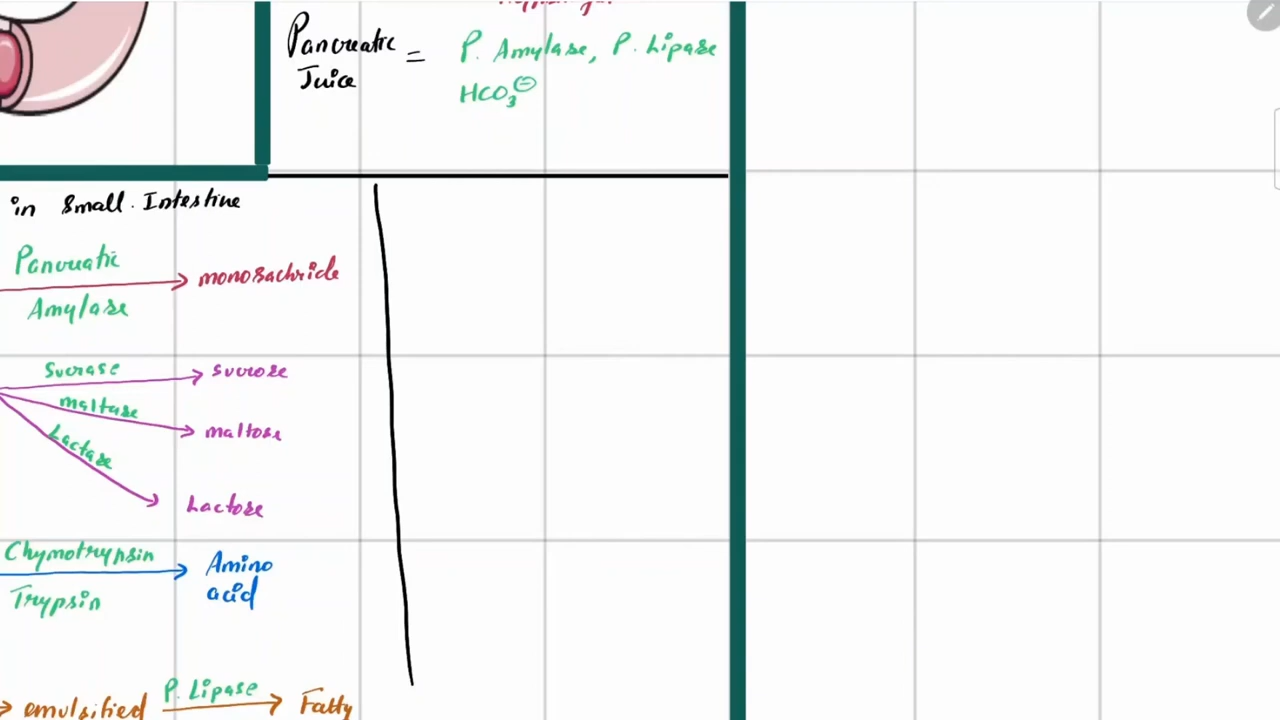 Pancreatic Juice = P. Amylase, P. Lipase
HCO3⊖
in Small. Intestine
Pancreatic
Amylase → monosachride
Sucrase → sucrose
maltase → maltose
Lactase → Lactose
Chymotrypsin
Trypsin → Amino acid
→ emulsified P. Lipase → Fatty